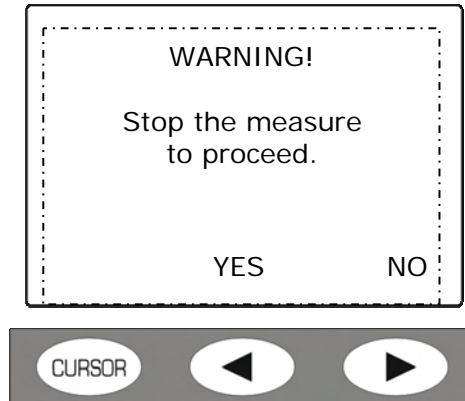 WARNING!
Stop the measure
to proceed.
YES NO
CURSOR